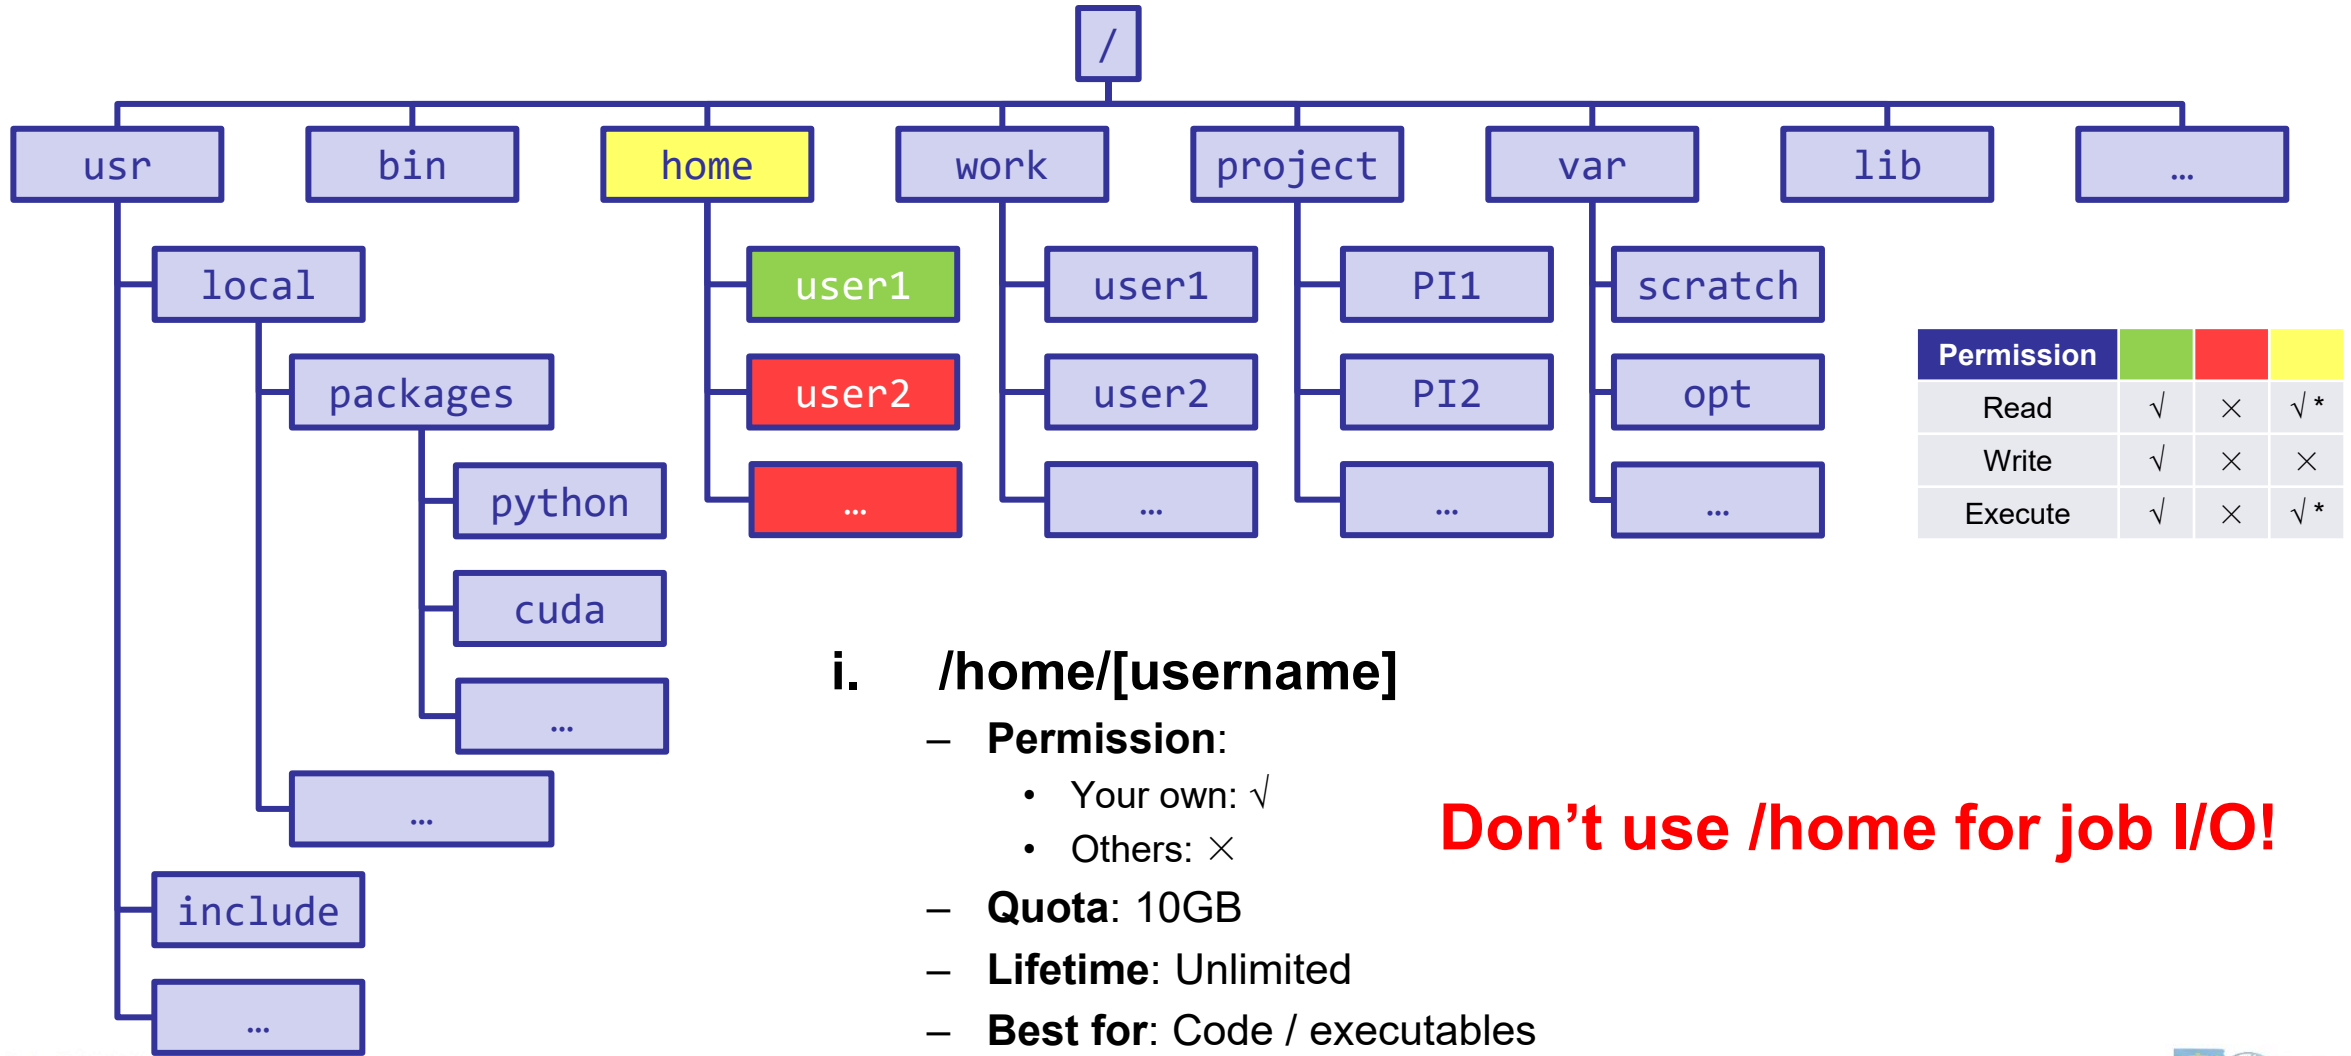 /
usr bin home work project var lib …
local user1 user1 PI1 scratch
packages user2 user2 PI2 opt
python … … … …
cuda
…
…
include
…
Permission
Read √ × √ *
Write √ × ×
Execute √ × √ *
i. /home/[username]
– Permission:
• Your own: √
• Others: ×
– Quota: 10GB
– Lifetime: Unlimited
– Best for: Code / executables
Don’t use /home for job I/O!